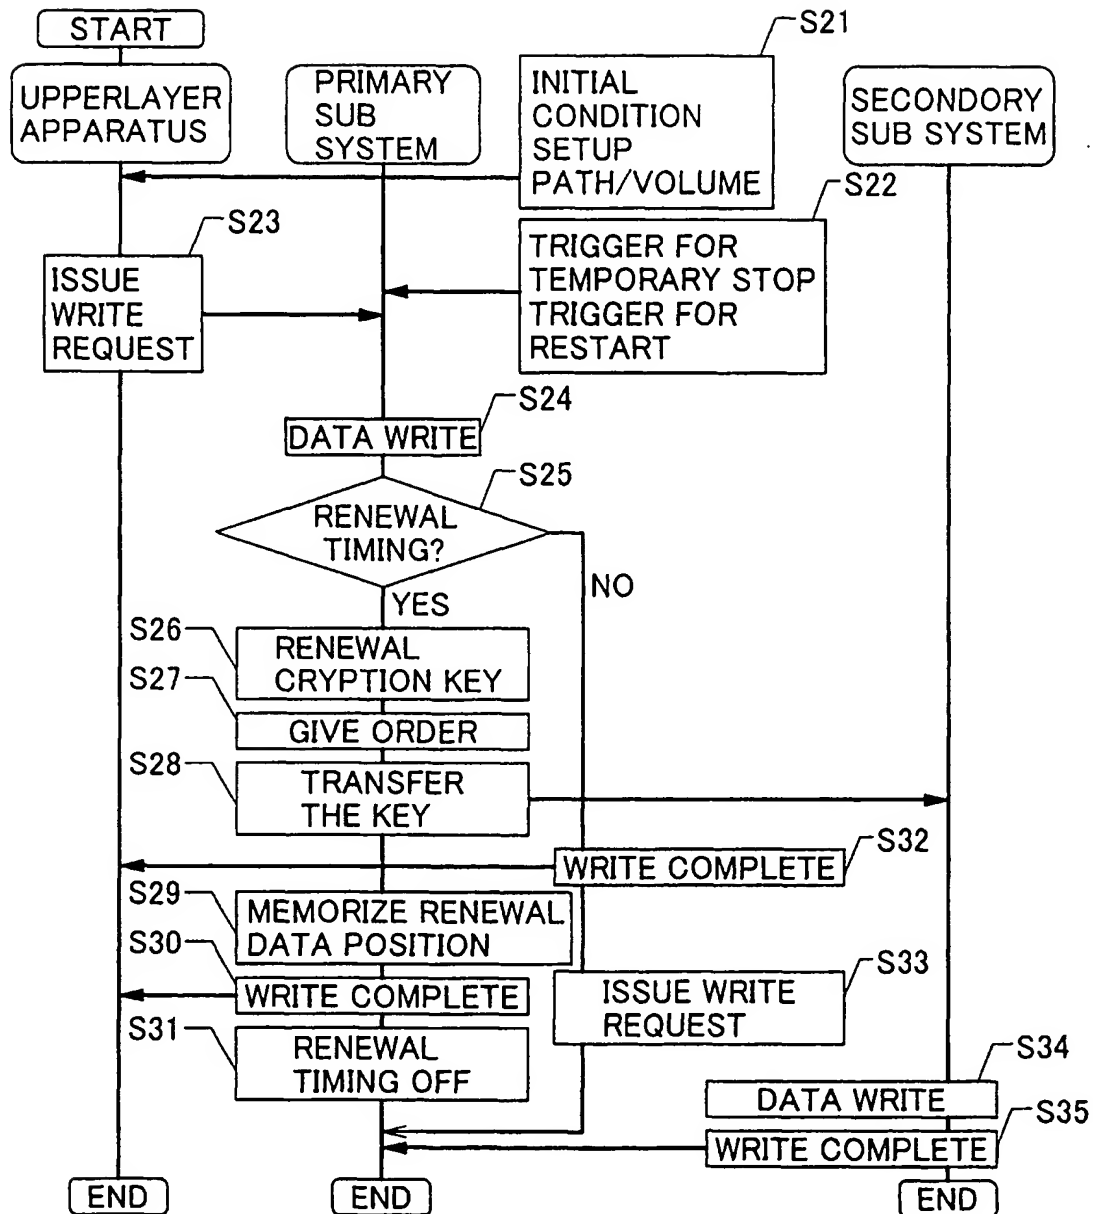 START
UPPERLAYER
APPARATUS
PRIMARY
SUB
SYSTEM
S21
INITIAL
CONDITION
SETUP
PATH/VOLUME
SECONDORY
SUB SYSTEM
S22
TRIGGER FOR
TEMPORARY STOP
TRIGGER FOR
RESTART
S23
ISSUE
WRITE
REQUEST
S24
DATA WRITE
S25
RENEWAL
TIMING?
NO
YES
S26
RENEWAL
CRYPTION KEY
S27
GIVE ORDER
S28
TRANSFER
THE KEY
S32
WRITE COMPLETE
S29
MEMORIZE RENEWAL
DATA POSITION
S30
WRITE COMPLETE
S33
ISSUE WRITE
REQUEST
S31
RENEWAL
TIMING OFF
S34
DATA WRITE
S35
WRITE COMPLETE
END
END
END